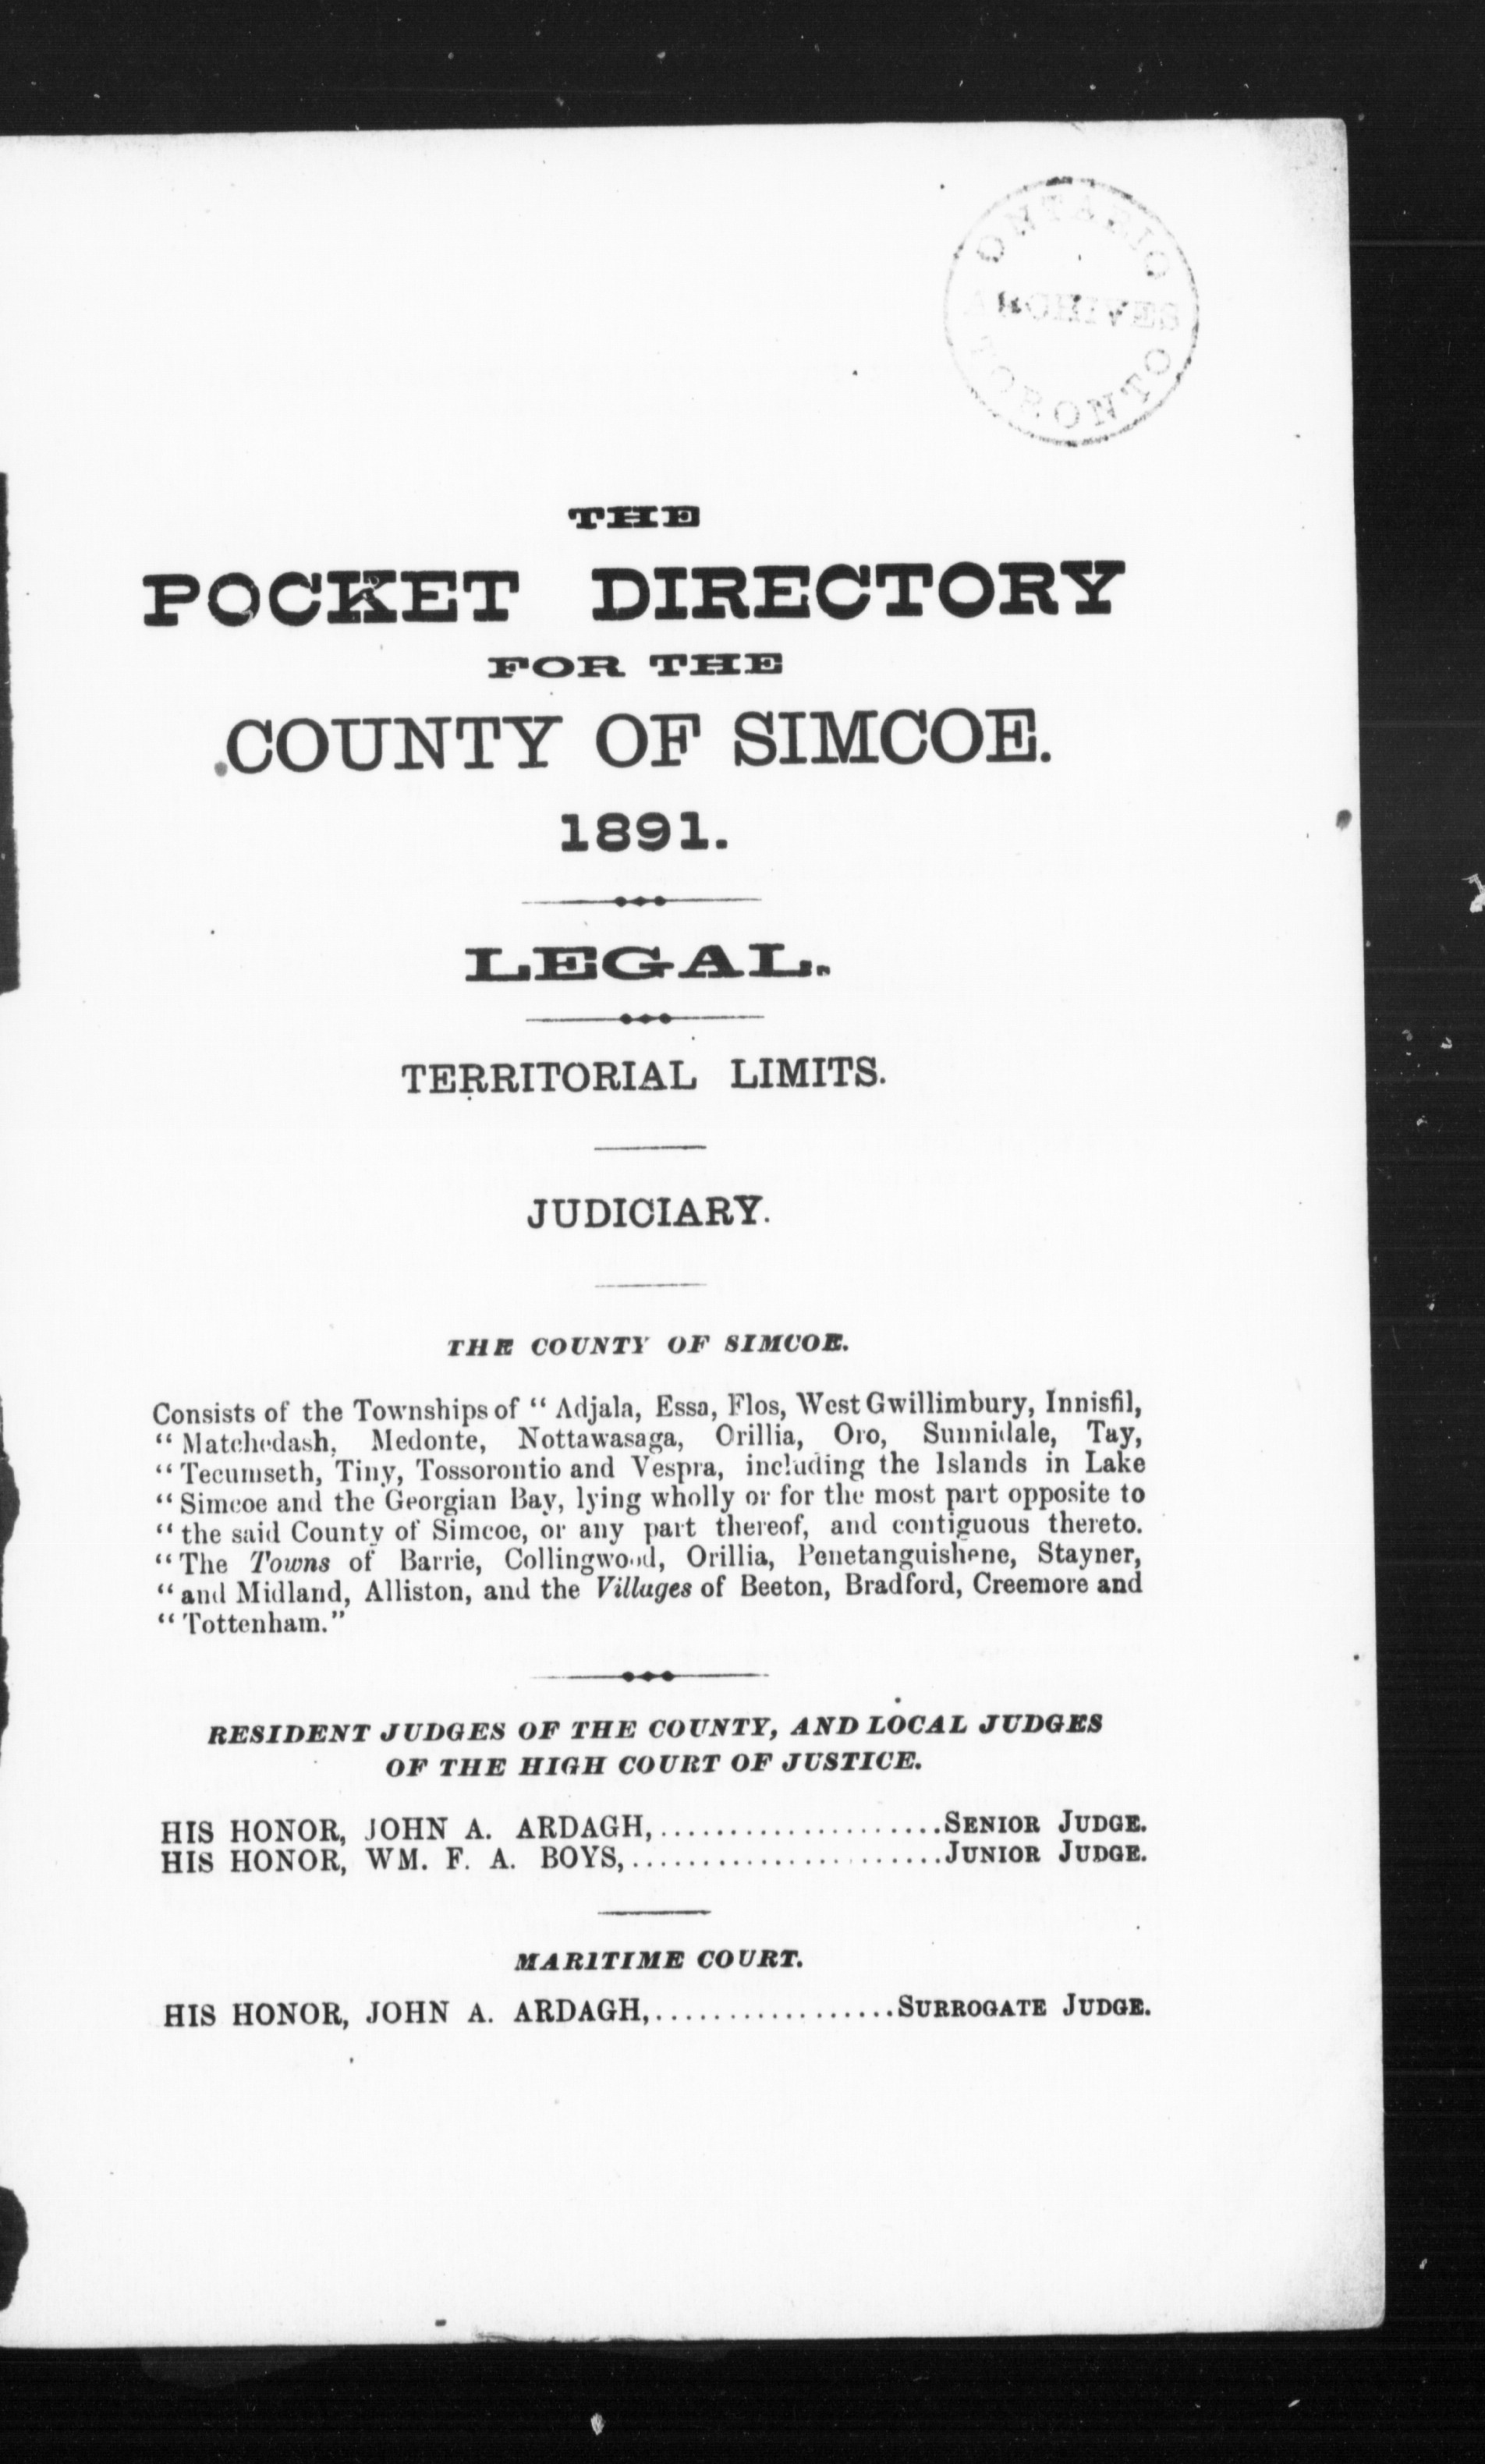 ONTARIO
ARCHIVES
TORONTO
THE
POCKET DIRECTORY
FOR THE
COUNTY OF SIMCOE.
1891.
LEGAL.
TERRITORIAL LIMITS.
JUDICIARY.
THE COUNTY OF SIMCOE.
Consists of the Townships of “ Adjala, Essa, Flos, West Gwillimbury, Innisfil,
“ Matchedash, Medonte, Nottawasaga, Orillia, Oro, Sunnidale, Tay,
“ Tecumseth, Tiny, Tossorontio and Vespra, including the Islands in Lake
“ Simcoe and the Georgian Bay, lying wholly or for the most part opposite to
“ the said County of Simcoe, or any part thereof, and contiguous thereto.
“ The Towns of Barrie, Collingwood, Orillia, Penetanguishene, Stayner,
“ and Midland, Alliston, and the Villages of Beeton, Bradford, Creemore and
“ Tottenham.”
RESIDENT JUDGES OF THE COUNTY, AND LOCAL JUDGES
OF THE HIGH COURT OF JUSTICE.
HIS HONOR, JOHN A. ARDAGH,....................SENIOR JUDGE.
HIS HONOR, WM. F. A. BOYS,......................JUNIOR JUDGE.
MARITIME COURT.
HIS HONOR, JOHN A. ARDAGH,.................SURROGATE JUDGE.